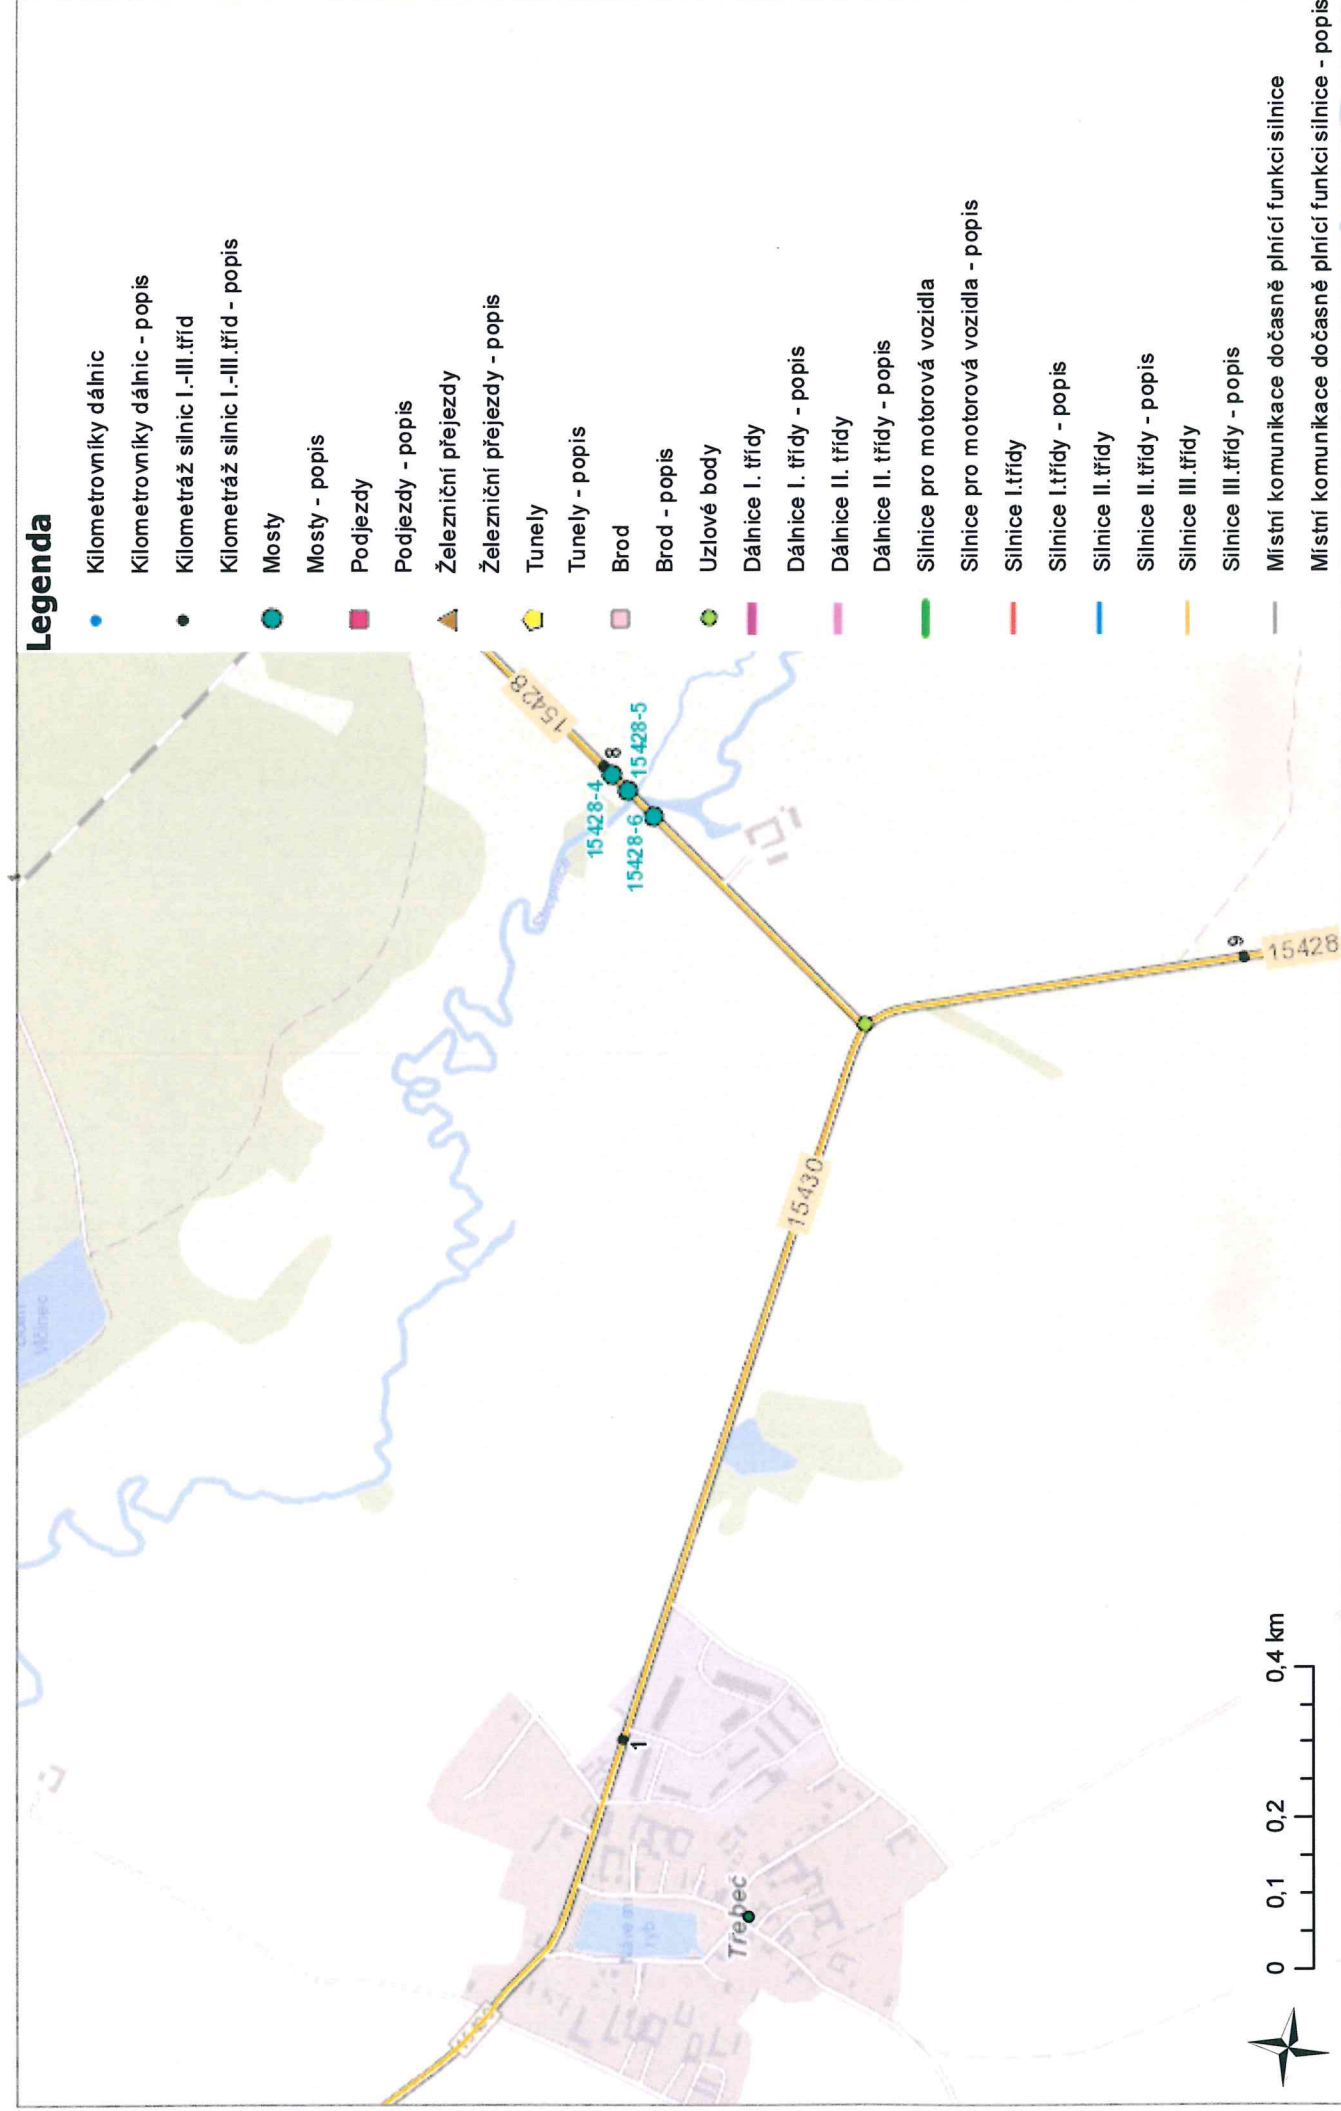 Legenda
Kilometrovníky dálnic
Kilometrovníky dálnic - popis
Kilometráž silnic I.-III.tříd
Kilometráž silnic I.-III.tříd - popis
Mosty
Mosty - popis
Podjezdy
Podjezdy - popis
Železniční přejezdy
Železniční přejezdy - popis
Tunely
Tunely - popis
Brod
Brod - popis
Uzlové body
Dálnice I. třídy
Dálnice I. třídy - popis
Dálnice II. třídy
Dálnice II. třídy - popis
Silnice pro motorová vozidla
Silnice pro motorová vozidla - popis
Silnice I.třídy
Silnice I.třídy - popis
Silnice II.třídy
Silnice II.třídy - popis
Silnice III.třídy
Silnice III.třídy - popis
Místní komunikace dočasně plnící funkci silnice
Místní komunikace dočasně plnící funkci silnice - popis
15428
8
15428-4
15428-5
15428-6
15430
9
15428
1
Třebeč
0
0,1
0,2
0,4 km